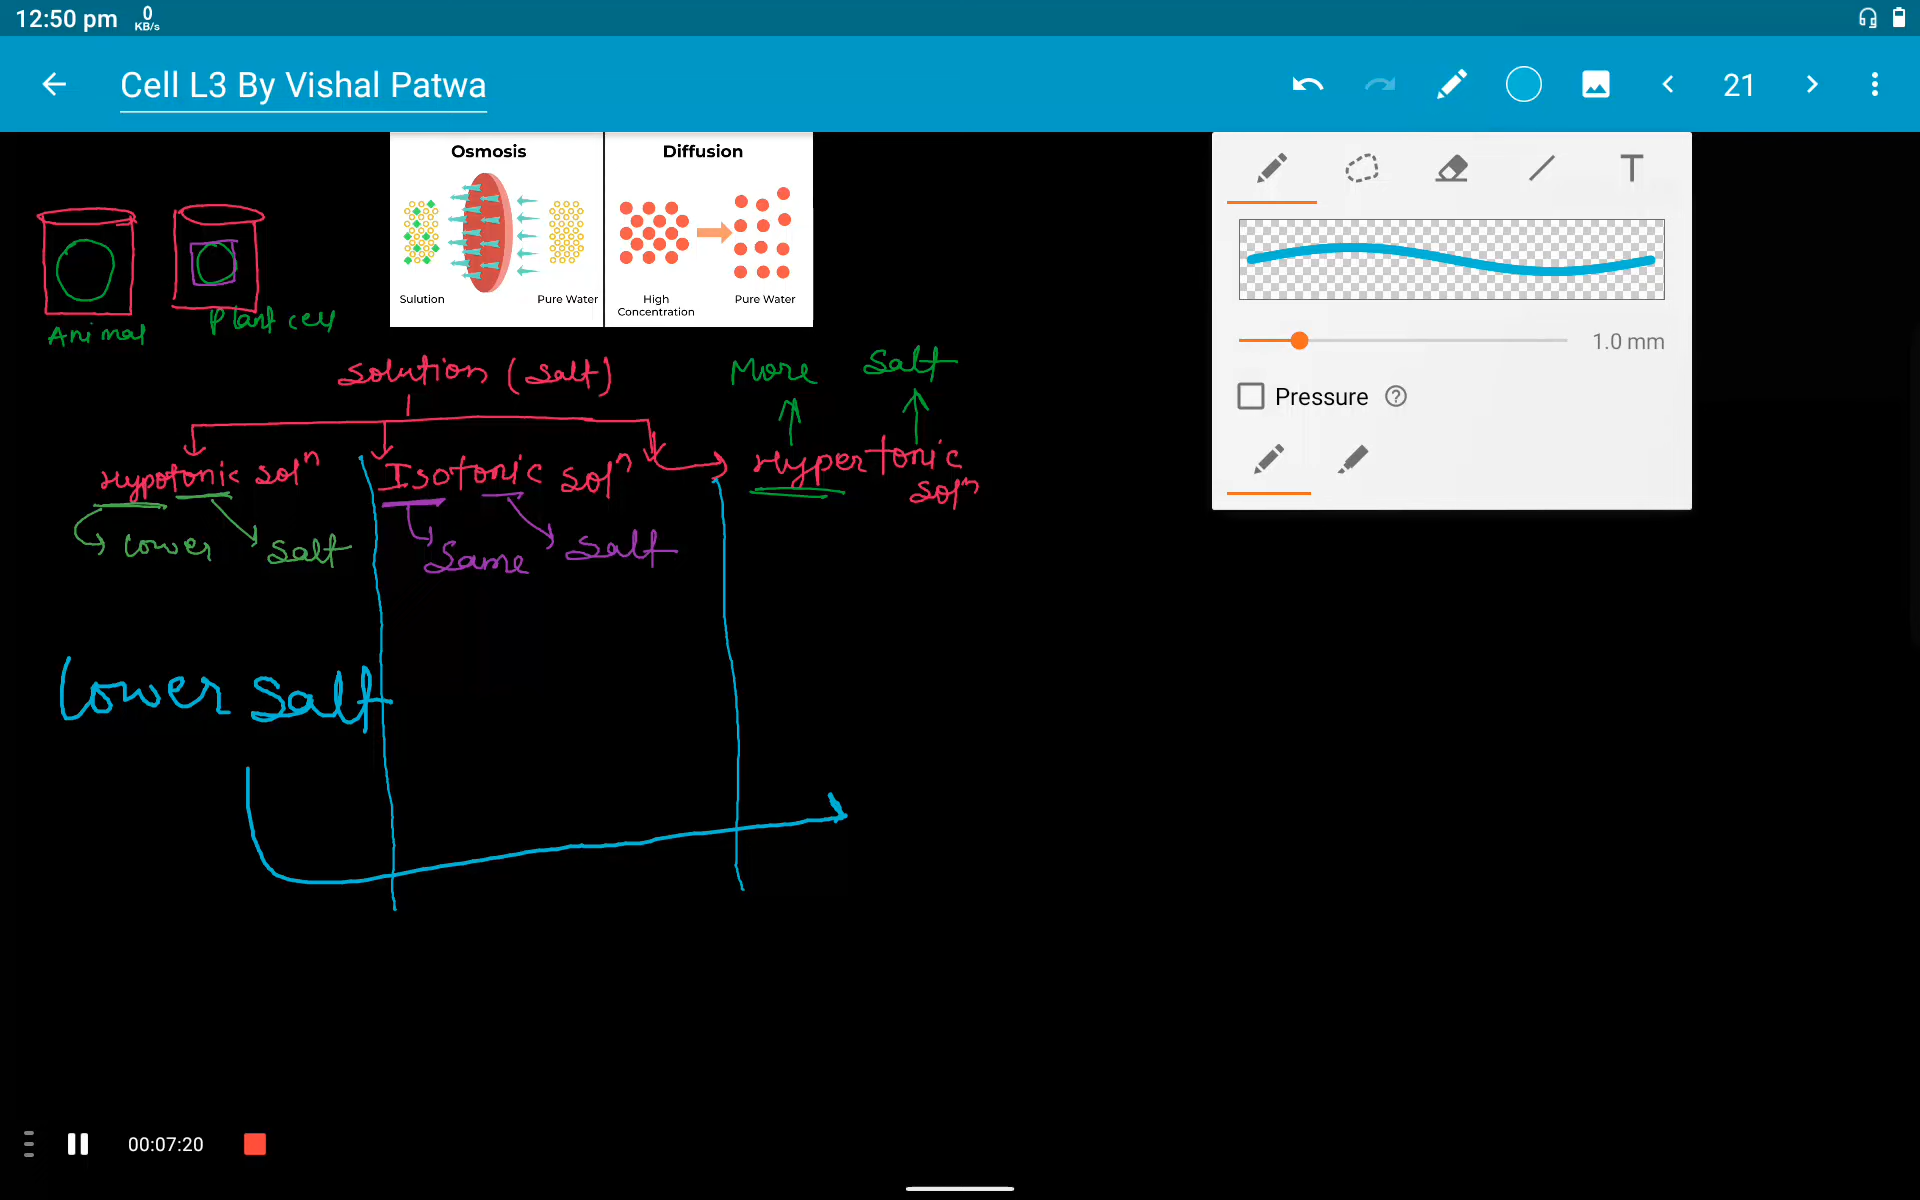 12:50 pm 0 KB/s
Cell L3 By Vishal Patwa 21
Osmosis Diffusion
Sulution Pure Water High Concentration Pure Water
Animal Plant cell
Solution (Salt) More Salt
Hypotonic solⁿ Isotonic solⁿ Hypertonic solⁿ
Lower Salt Same Salt
Lower Salt
T
1.0 mm
Pressure ?
00:07:20